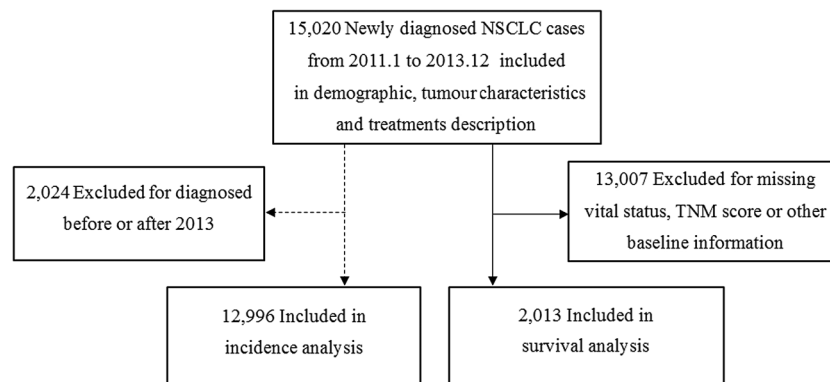 15,020 Newly diagnosed NSCLC cases
from 2011.1 to 2013.12 included
in demographic, tumour characteristics
and treatments description
2,024 Excluded for diagnosed
before or after 2013
13,007 Excluded for missing
vital status, TNM score or other
baseline information
12,996 Included in
incidence analysis
2,013 Included in
survival analysis